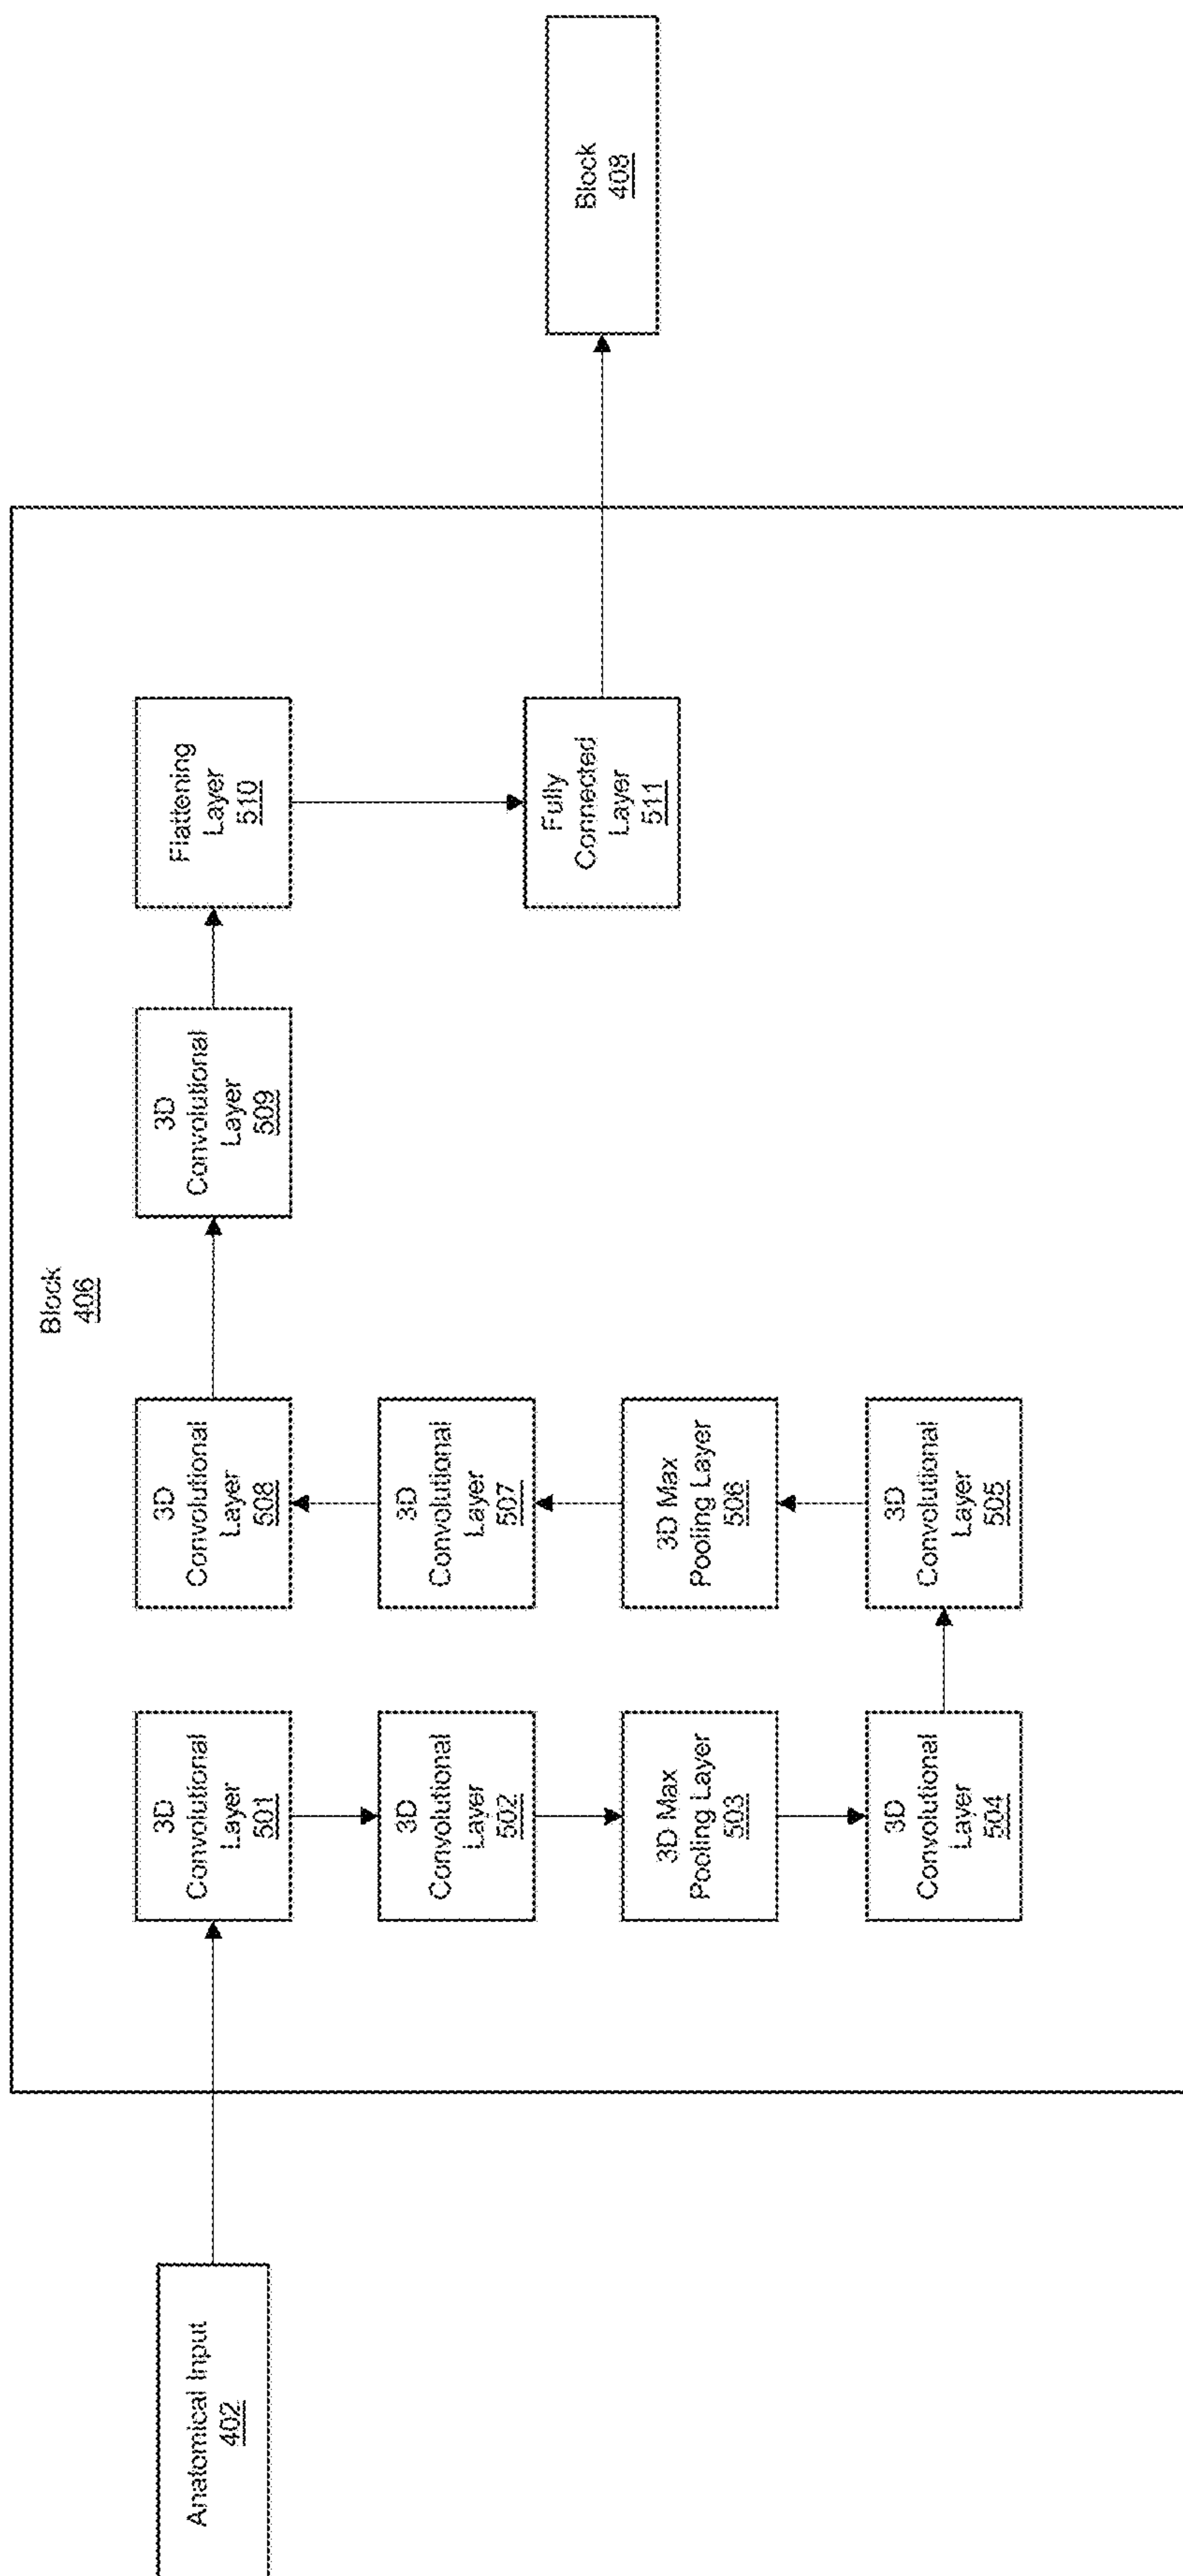 Anatomical Input
402
Block
406
3D
Convolutional
Layer
501
3D
Convolutional
Layer
502
3D Max
Pooling Layer
503
3D
Convolutional
Layer
504
3D
Convolutional
Layer
505
3D Max
Pooling Layer
506
3D
Convolutional
Layer
507
3D
Convolutional
Layer
508
3D
Convolutional
Layer
509
Flattening
Layer
510
Fully
Connected
Layer
511
Block
408